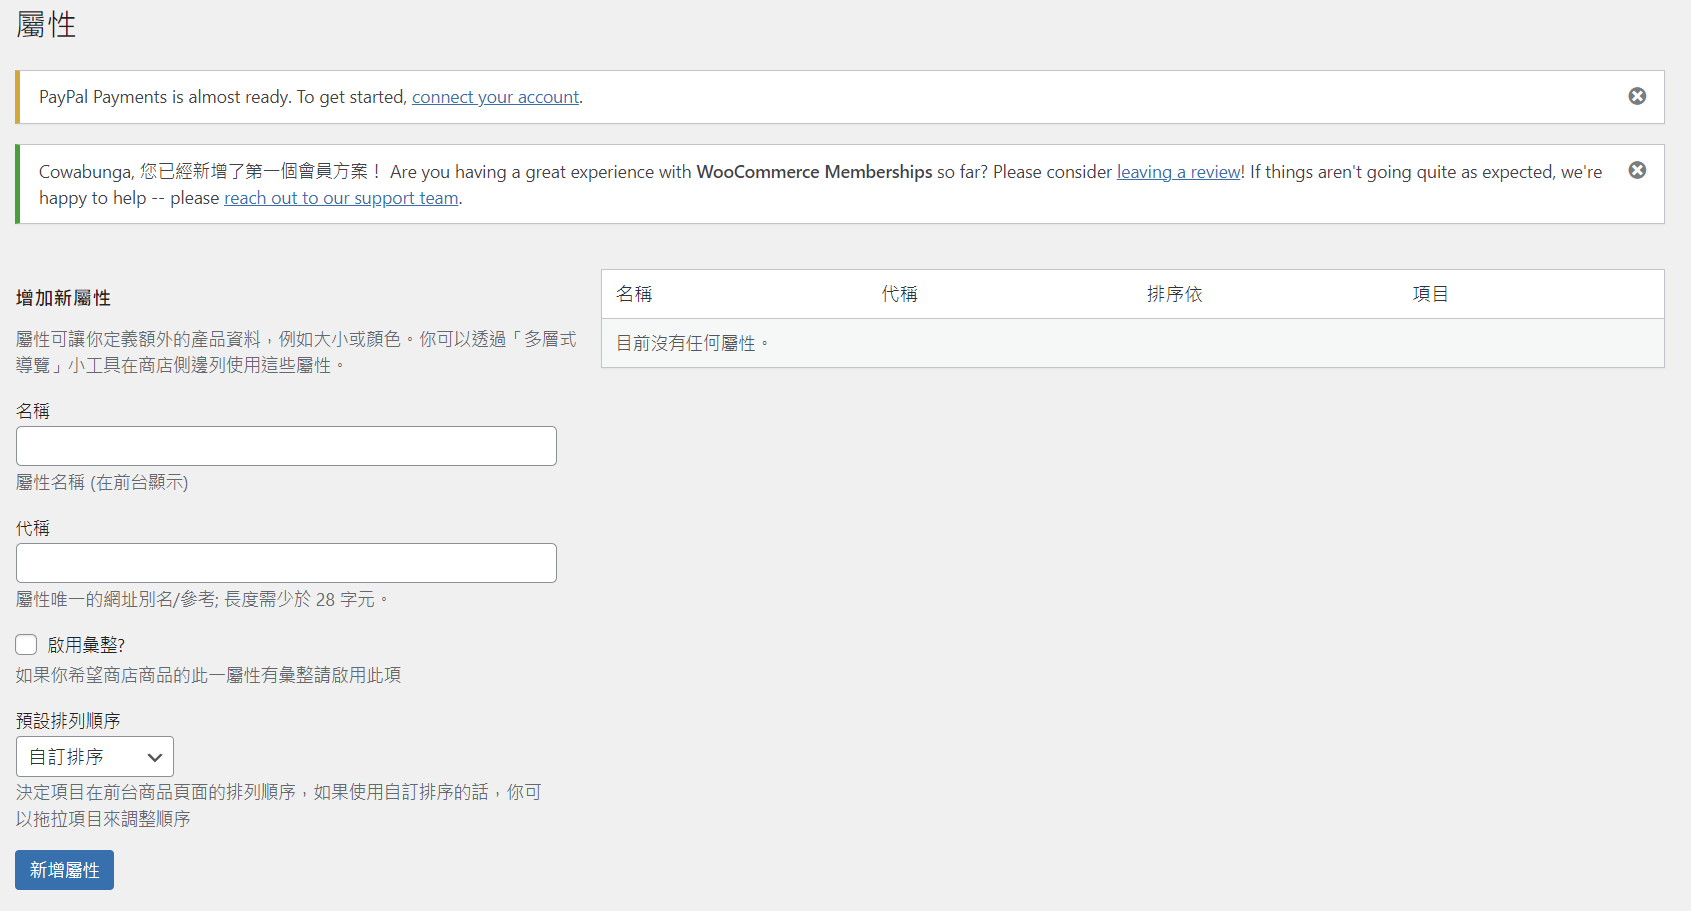 屬性
PayPal Payments is almost ready. To get started, connect your account.
Cowabunga, 您已經新增了第一個會員方案！ Are you having a great experience with WooCommerce Memberships so far? Please consider leaving a review! If things aren't going quite as expected, we're
happy to help -- please reach out to our support team.
增加新屬性
屬性可讓你定義額外的產品資料，例如大小或顏色。你可以透過「多層式
導覽」小工具在商店側邊列使用這些屬性。
名稱
屬性名稱 (在前台顯示)
代稱
屬性唯一的網址別名/參考; 長度需少於 28 字元。
啟用彙整?
如果你希望商店商品的此一屬性有彙整請啟用此項
預設排列順序
自訂排序
決定項目在前台商品頁面的排列順序，如果使用自訂排序的話，你可
以拖拉項目來調整順序
新增屬性
名稱 代稱 排序依 項目
目前沒有任何屬性。